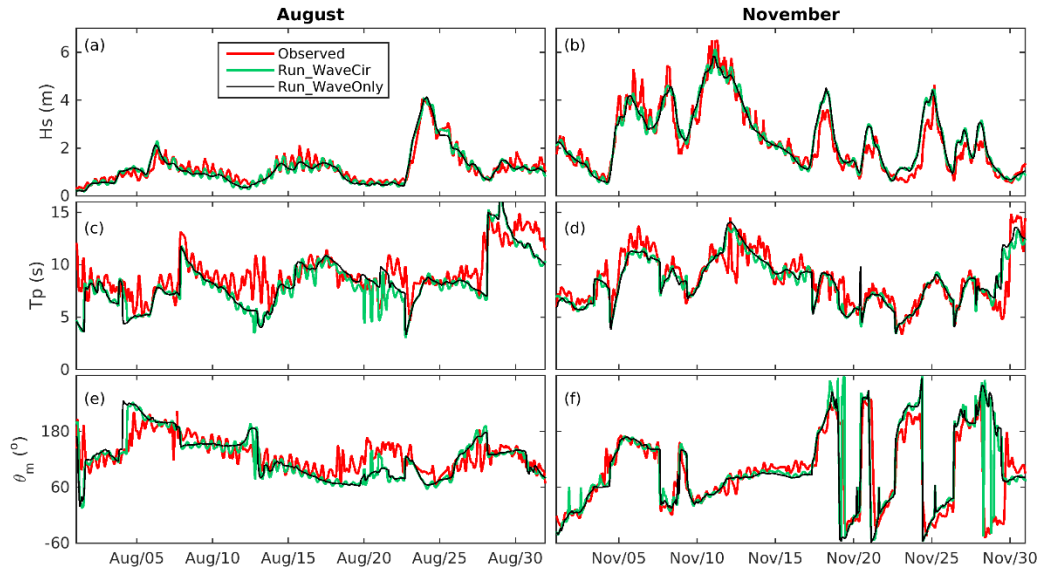 August
November
(a)
Observed
Run_WaveCir
Run_WaveOnly
(b)
Hs (m)
6
4
2
0
(c)
(d)
Tp (s)
15
10
5
0
(e)
(f)
θm (o)
180
60
-60
Aug/05 Aug/10 Aug/15 Aug/20 Aug/25 Aug/30
Nov/05 Nov/10 Nov/15 Nov/20 Nov/25 Nov/30